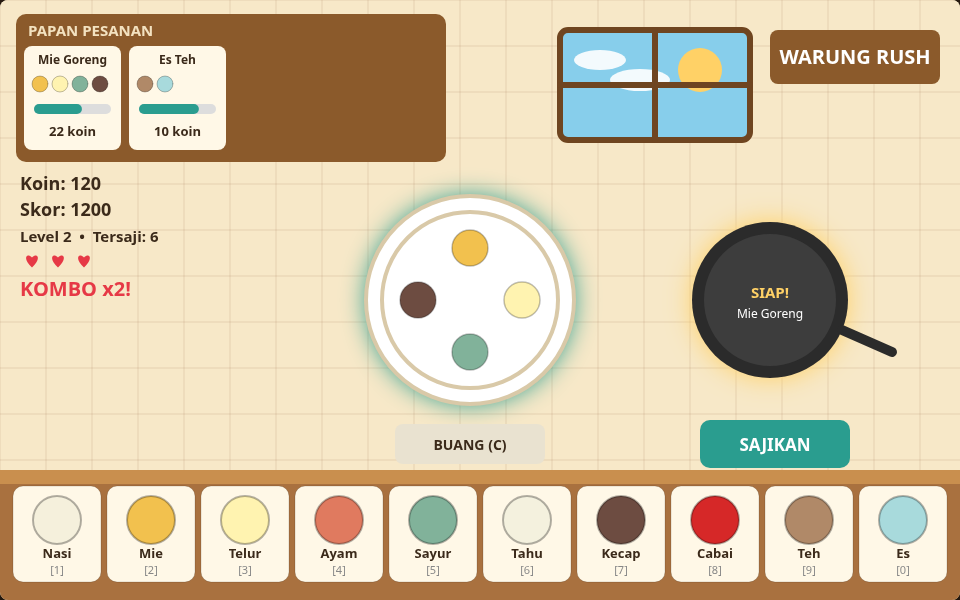 PAPAN PESANAN
Mie Goreng
22 koin
Es Teh
10 koin
WARUNG RUSH
Koin: 120
Skor: 1200
Level 2 • Tersaji: 6
KOMBO x2!
SIAP!
Mie Goreng
BUANG (C)
SAJIKAN
Nasi
[1]
Mie
[2]
Telur
[3]
Ayam
[4]
Sayur
[5]
Tahu
[6]
Kecap
[7]
Cabai
[8]
Teh
[9]
Es
[0]